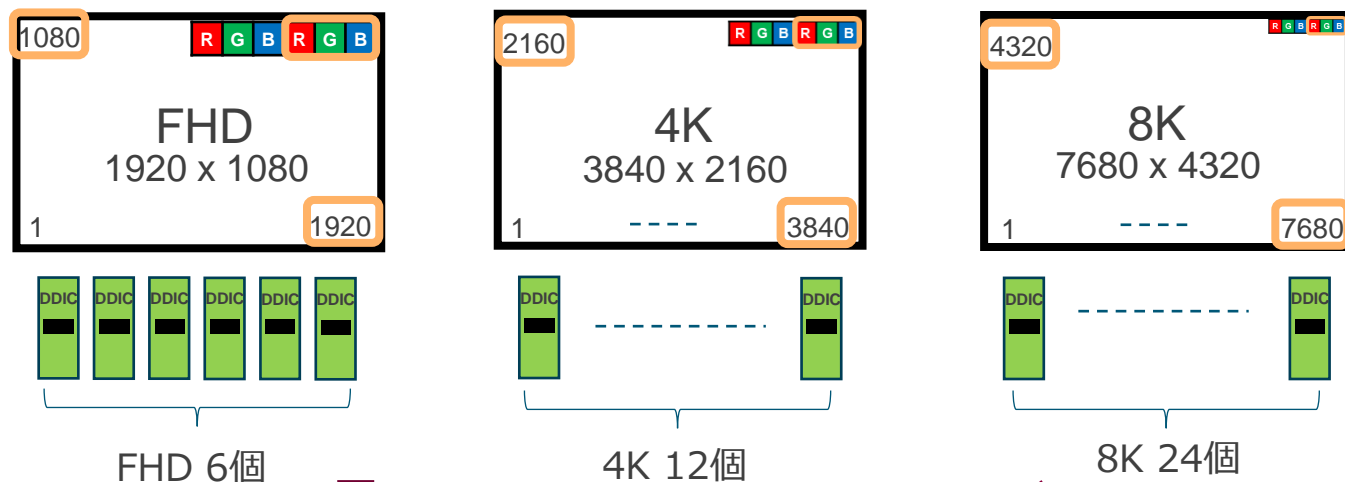 1080
R G B R G B
FHD
1920 x 1080
1
1920
DDIC DDIC DDIC DDIC DDIC DDIC
FHD 6個
2160
R G B R G B
4K
3840 x 2160
1
3840
DDIC DDIC
4K 12個
4320
R G B R G B
8K
7680 x 4320
1
7680
DDIC DDIC
8K 24個